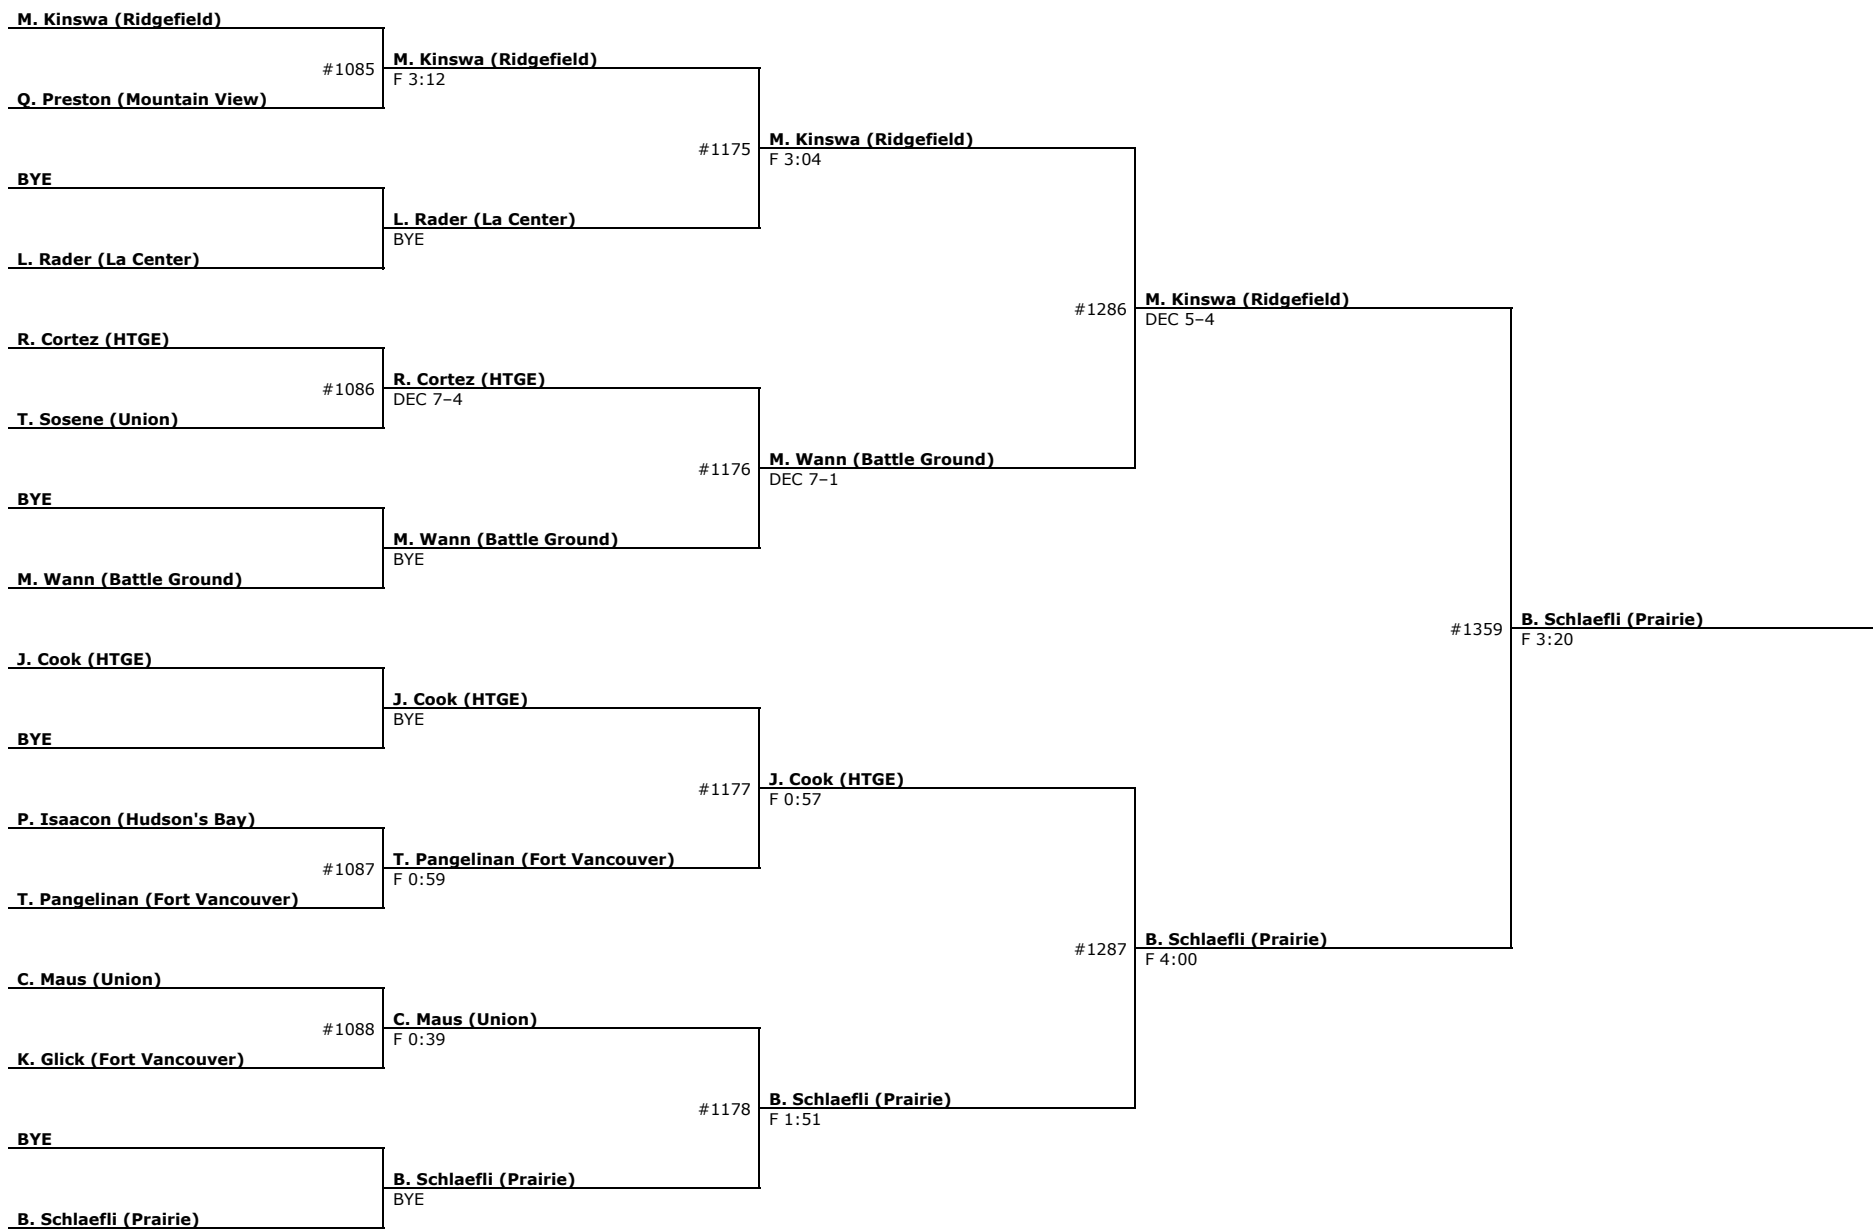 M. Kinswa (Ridgefield)
#1085
Q. Preston (Mountain View)
M. Kinswa (Ridgefield)
F 3:12
BYE
L. Rader (La Center)
L. Rader (La Center)
BYE
#1175
M. Kinswa (Ridgefield)
F 3:04
R. Cortez (HTGE)
#1086
T. Sosene (Union)
R. Cortez (HTGE)
DEC 7–4
BYE
M. Wann (Battle Ground)
M. Wann (Battle Ground)
BYE
#1176
M. Wann (Battle Ground)
DEC 7–1
#1286
M. Kinswa (Ridgefield)
DEC 5–4
J. Cook (HTGE)
BYE
J. Cook (HTGE)
BYE
P. Isaacon (Hudson's Bay)
#1087
T. Pangelinan (Fort Vancouver)
T. Pangelinan (Fort Vancouver)
F 0:59
#1177
J. Cook (HTGE)
F 0:57
C. Maus (Union)
#1088
K. Glick (Fort Vancouver)
C. Maus (Union)
F 0:39
BYE
B. Schlaefli (Prairie)
B. Schlaefli (Prairie)
BYE
#1178
B. Schlaefli (Prairie)
F 1:51
#1287
B. Schlaefli (Prairie)
F 4:00
#1359
B. Schlaefli (Prairie)
F 3:20